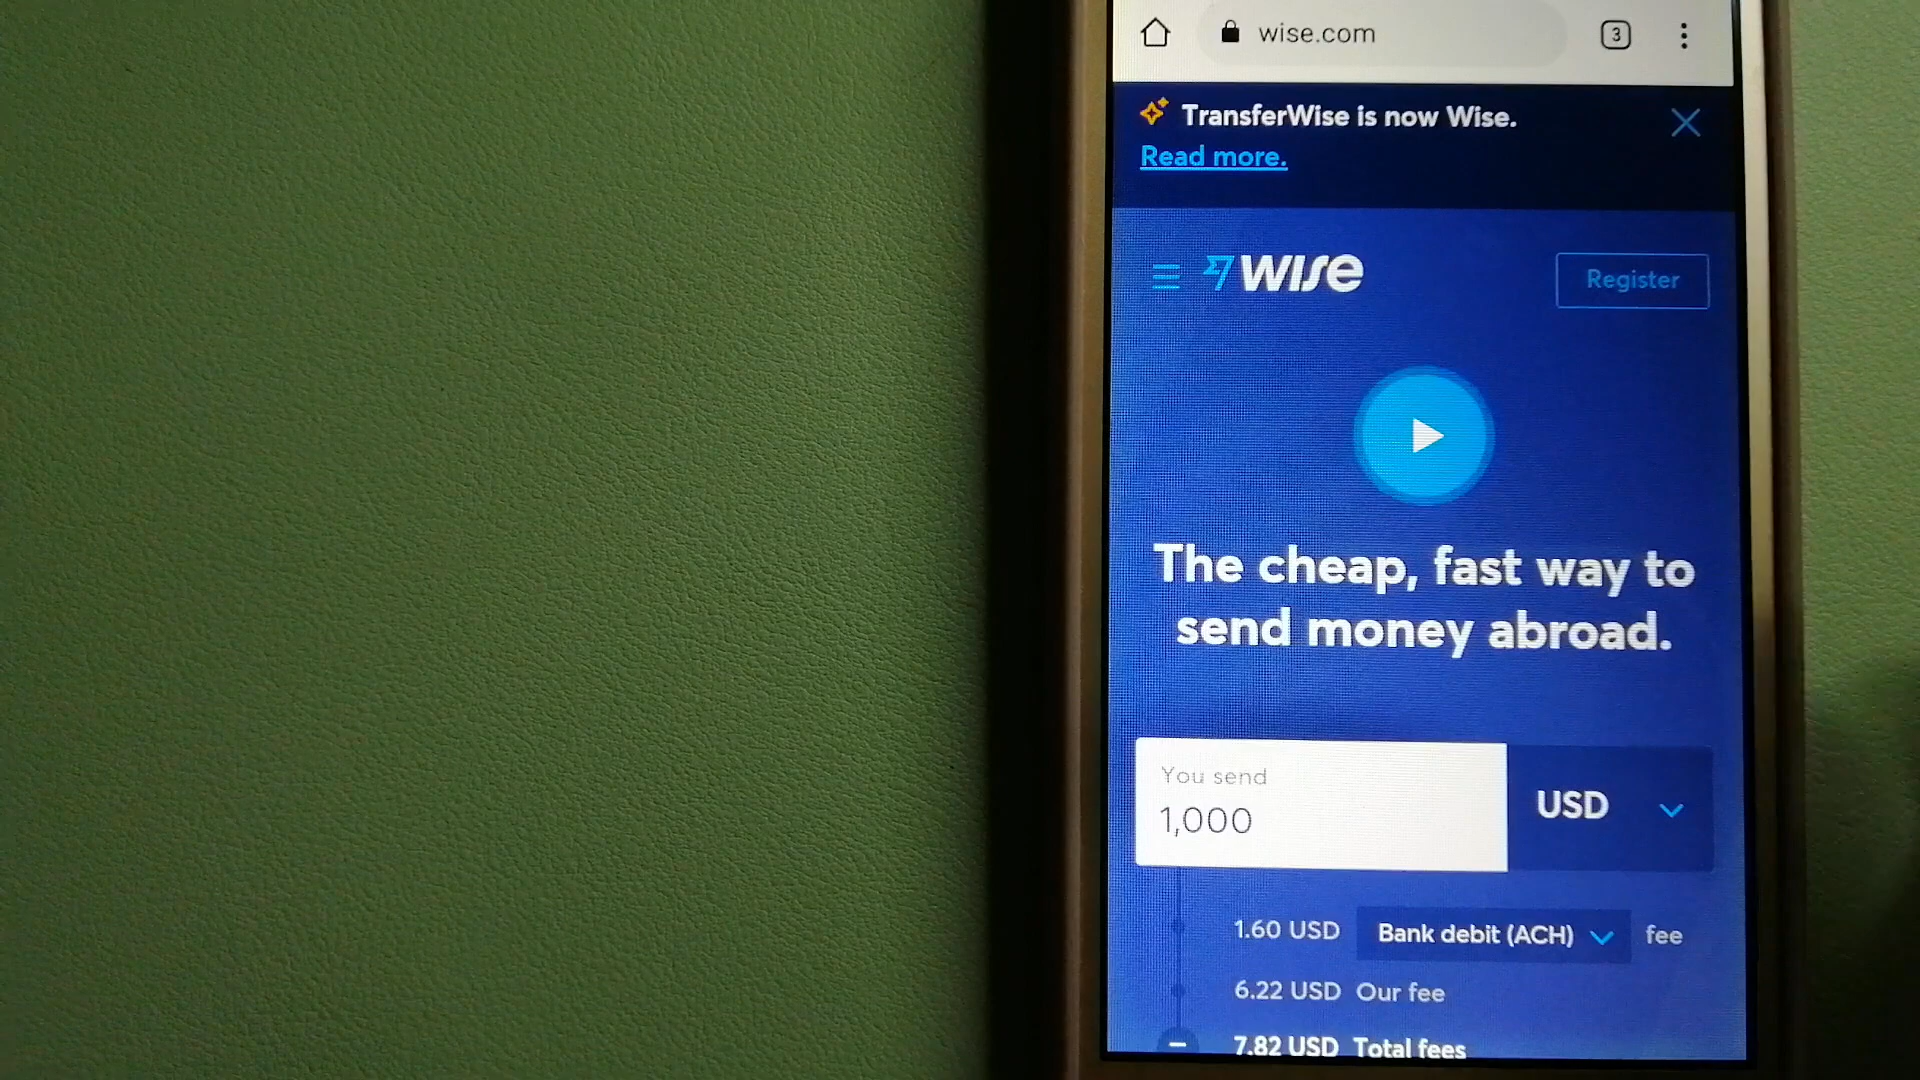 wise.com
3
TransferWise is now Wise.
Read more.
wise
Register
The cheap, fast way to
send money abroad.
You send
1,000
USD
1.60 USD Bank debit (ACH) fee
6.22 USD Our fee
7.82 USD Total fees